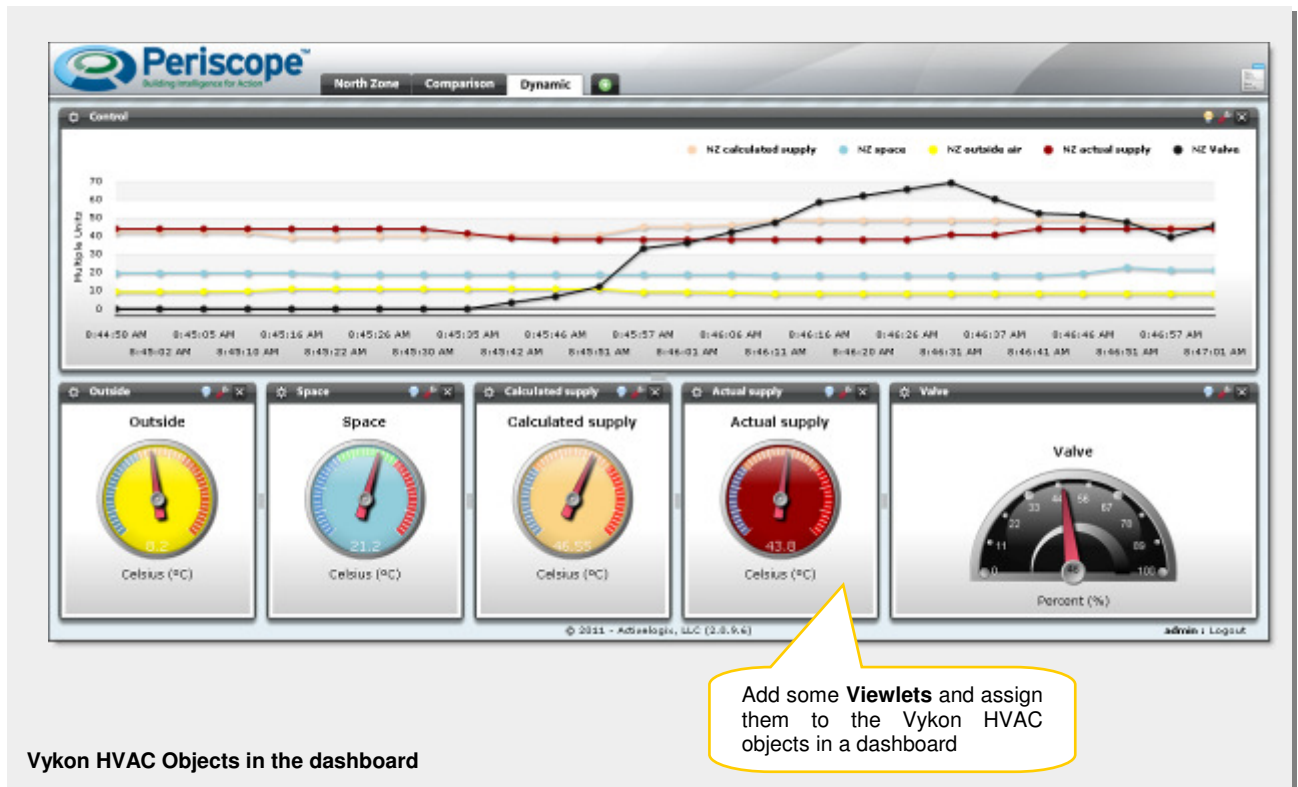 Periscope™
Building Intelligence for Action
North Zone Comparison Dynamic
Control
NZ calculated supply NZ space NZ outside air NZ actual supply NZ Valve
Multiple Units
70
60
50
40
30
20
10
0
8:44:50 AM 8:45:05 AM 8:45:16 AM 8:45:26 AM 8:45:35 AM 8:45:46 AM 8:45:57 AM 8:46:06 AM 8:46:16 AM 8:46:26 AM 8:46:37 AM 8:46:46 AM 8:46:57 AM
8:45:02 AM 8:45:10 AM 8:45:22 AM 8:45:30 AM 8:45:42 AM 8:45:51 AM 8:46:01 AM 8:46:11 AM 8:46:20 AM 8:46:31 AM 8:46:41 AM 8:46:51 AM 8:47:01 AM
Outside Space Calculated supply Actual supply Valve
Outside
8.2
Celsius (ºC)
Space
21.2
Celsius (ºC)
Calculated supply
46.55
Celsius (ºC)
Actual supply
43.8
Celsius (ºC)
Valve
0 11 22 33 44 56 67 78 89 100
Percent (%)
© 2011 - Activelogix, LLC (2.0.9.6)
admin : Logout
Add some Viewlets and assign
them to the Vykon HVAC
objects in a dashboard
Vykon HVAC Objects in the dashboard